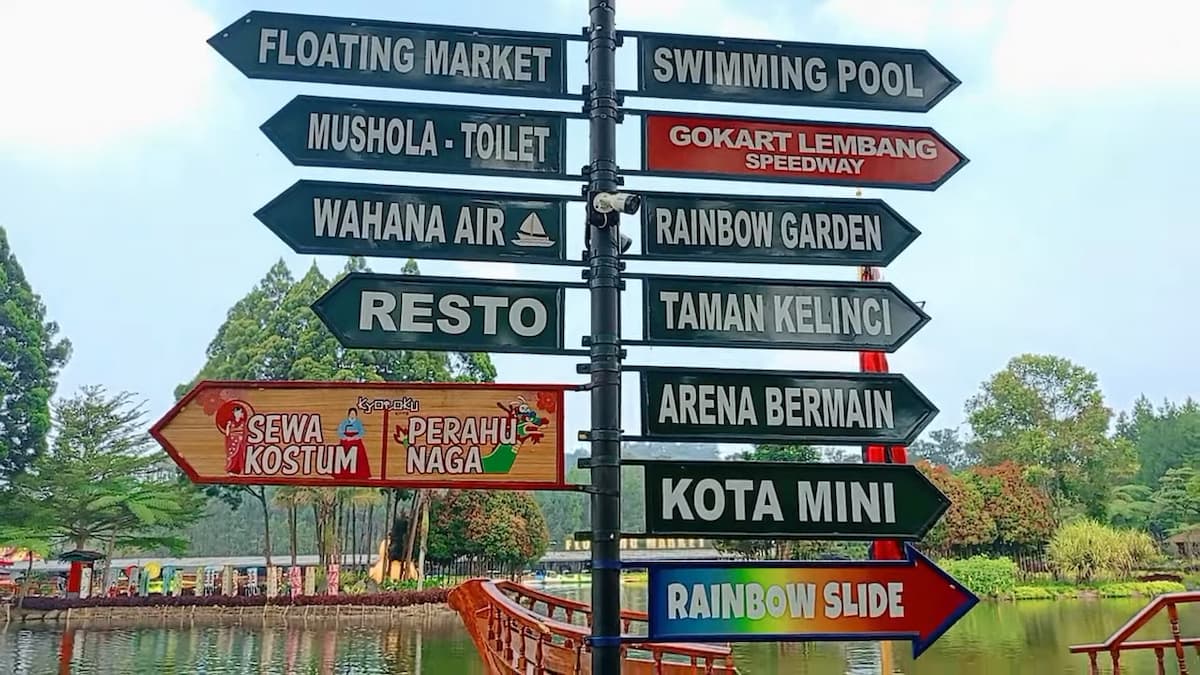 FLOATING MARKET
MUSHOLA - TOILET
WAHANA AIR
RESTO
KYOTOKU
SEWA KOSTUM
PERAHU NAGA
SWIMMING POOL
GOKART LEMBANG
SPEEDWAY
RAINBOW GARDEN
TAMAN KELINCI
ARENA BERMAIN
KOTA MINI
RAINBOW SLIDE